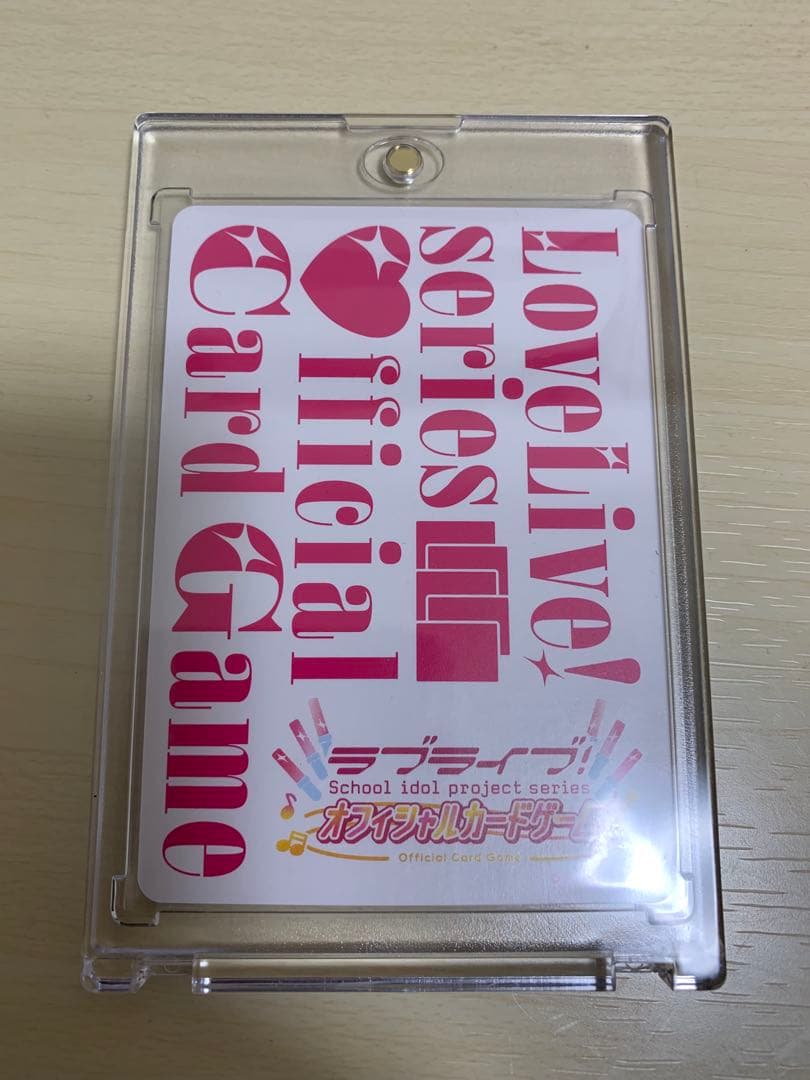 LoveLive!
series
Official
Card Game
ラブライブ!
School idol project series
オフィシャルカードゲーム
Official Card Game